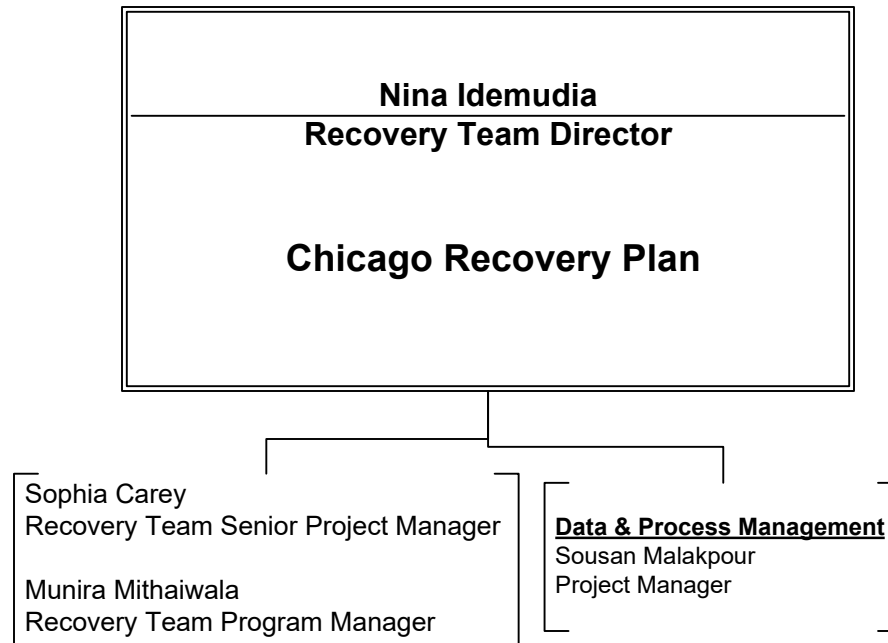 Nina Idemudia
Recovery Team Director
Chicago Recovery Plan
Sophia Carey
Recovery Team Senior Project Manager
Munira Mithaiwala
Recovery Team Program Manager
Data & Process Management
Sousan Malakpour
Project Manager